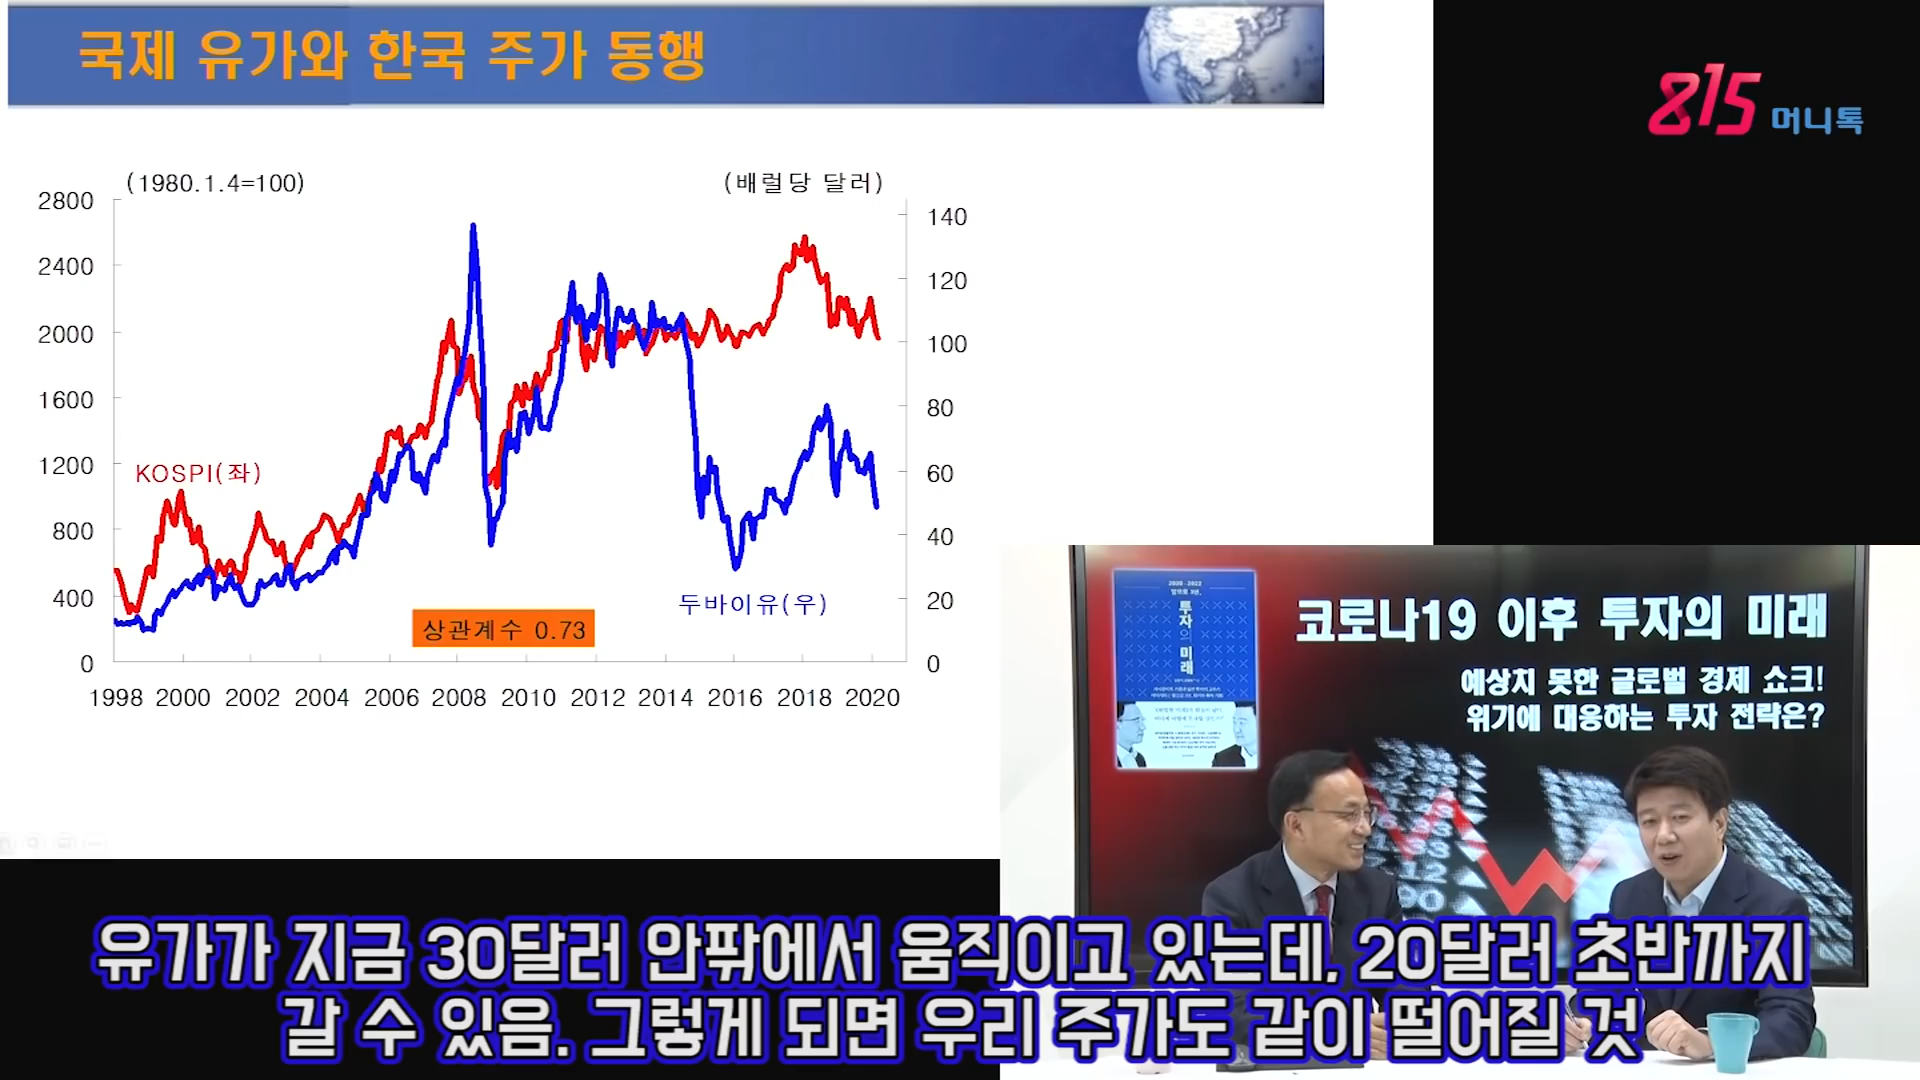 국제 유가와 한국 주가 동행
815 머니톡
(1980.1.4=100)
(배럴당 달러)
2800
2400
2000
1600
1200
800
400
0
140
120
100
80
60
40
20
0
KOSPI(좌)
두바이유(우)
상관계수 0.73
1998 2000 2002 2004 2006 2008 2010 2012 2014 2016 2018 2020
2020 - 2022
앞으로 3년,
투자의 미래
코로나19 이후 투자의 미래
예상치 못한 글로벌 경제 쇼크!
위기에 대응하는 투자 전략은?
유가가 지금 30달러 안팎에서 움직이고 있는데, 20달러 초반까지
갈 수 있음. 그렇게 되면 우리 주가도 같이 떨어질 것